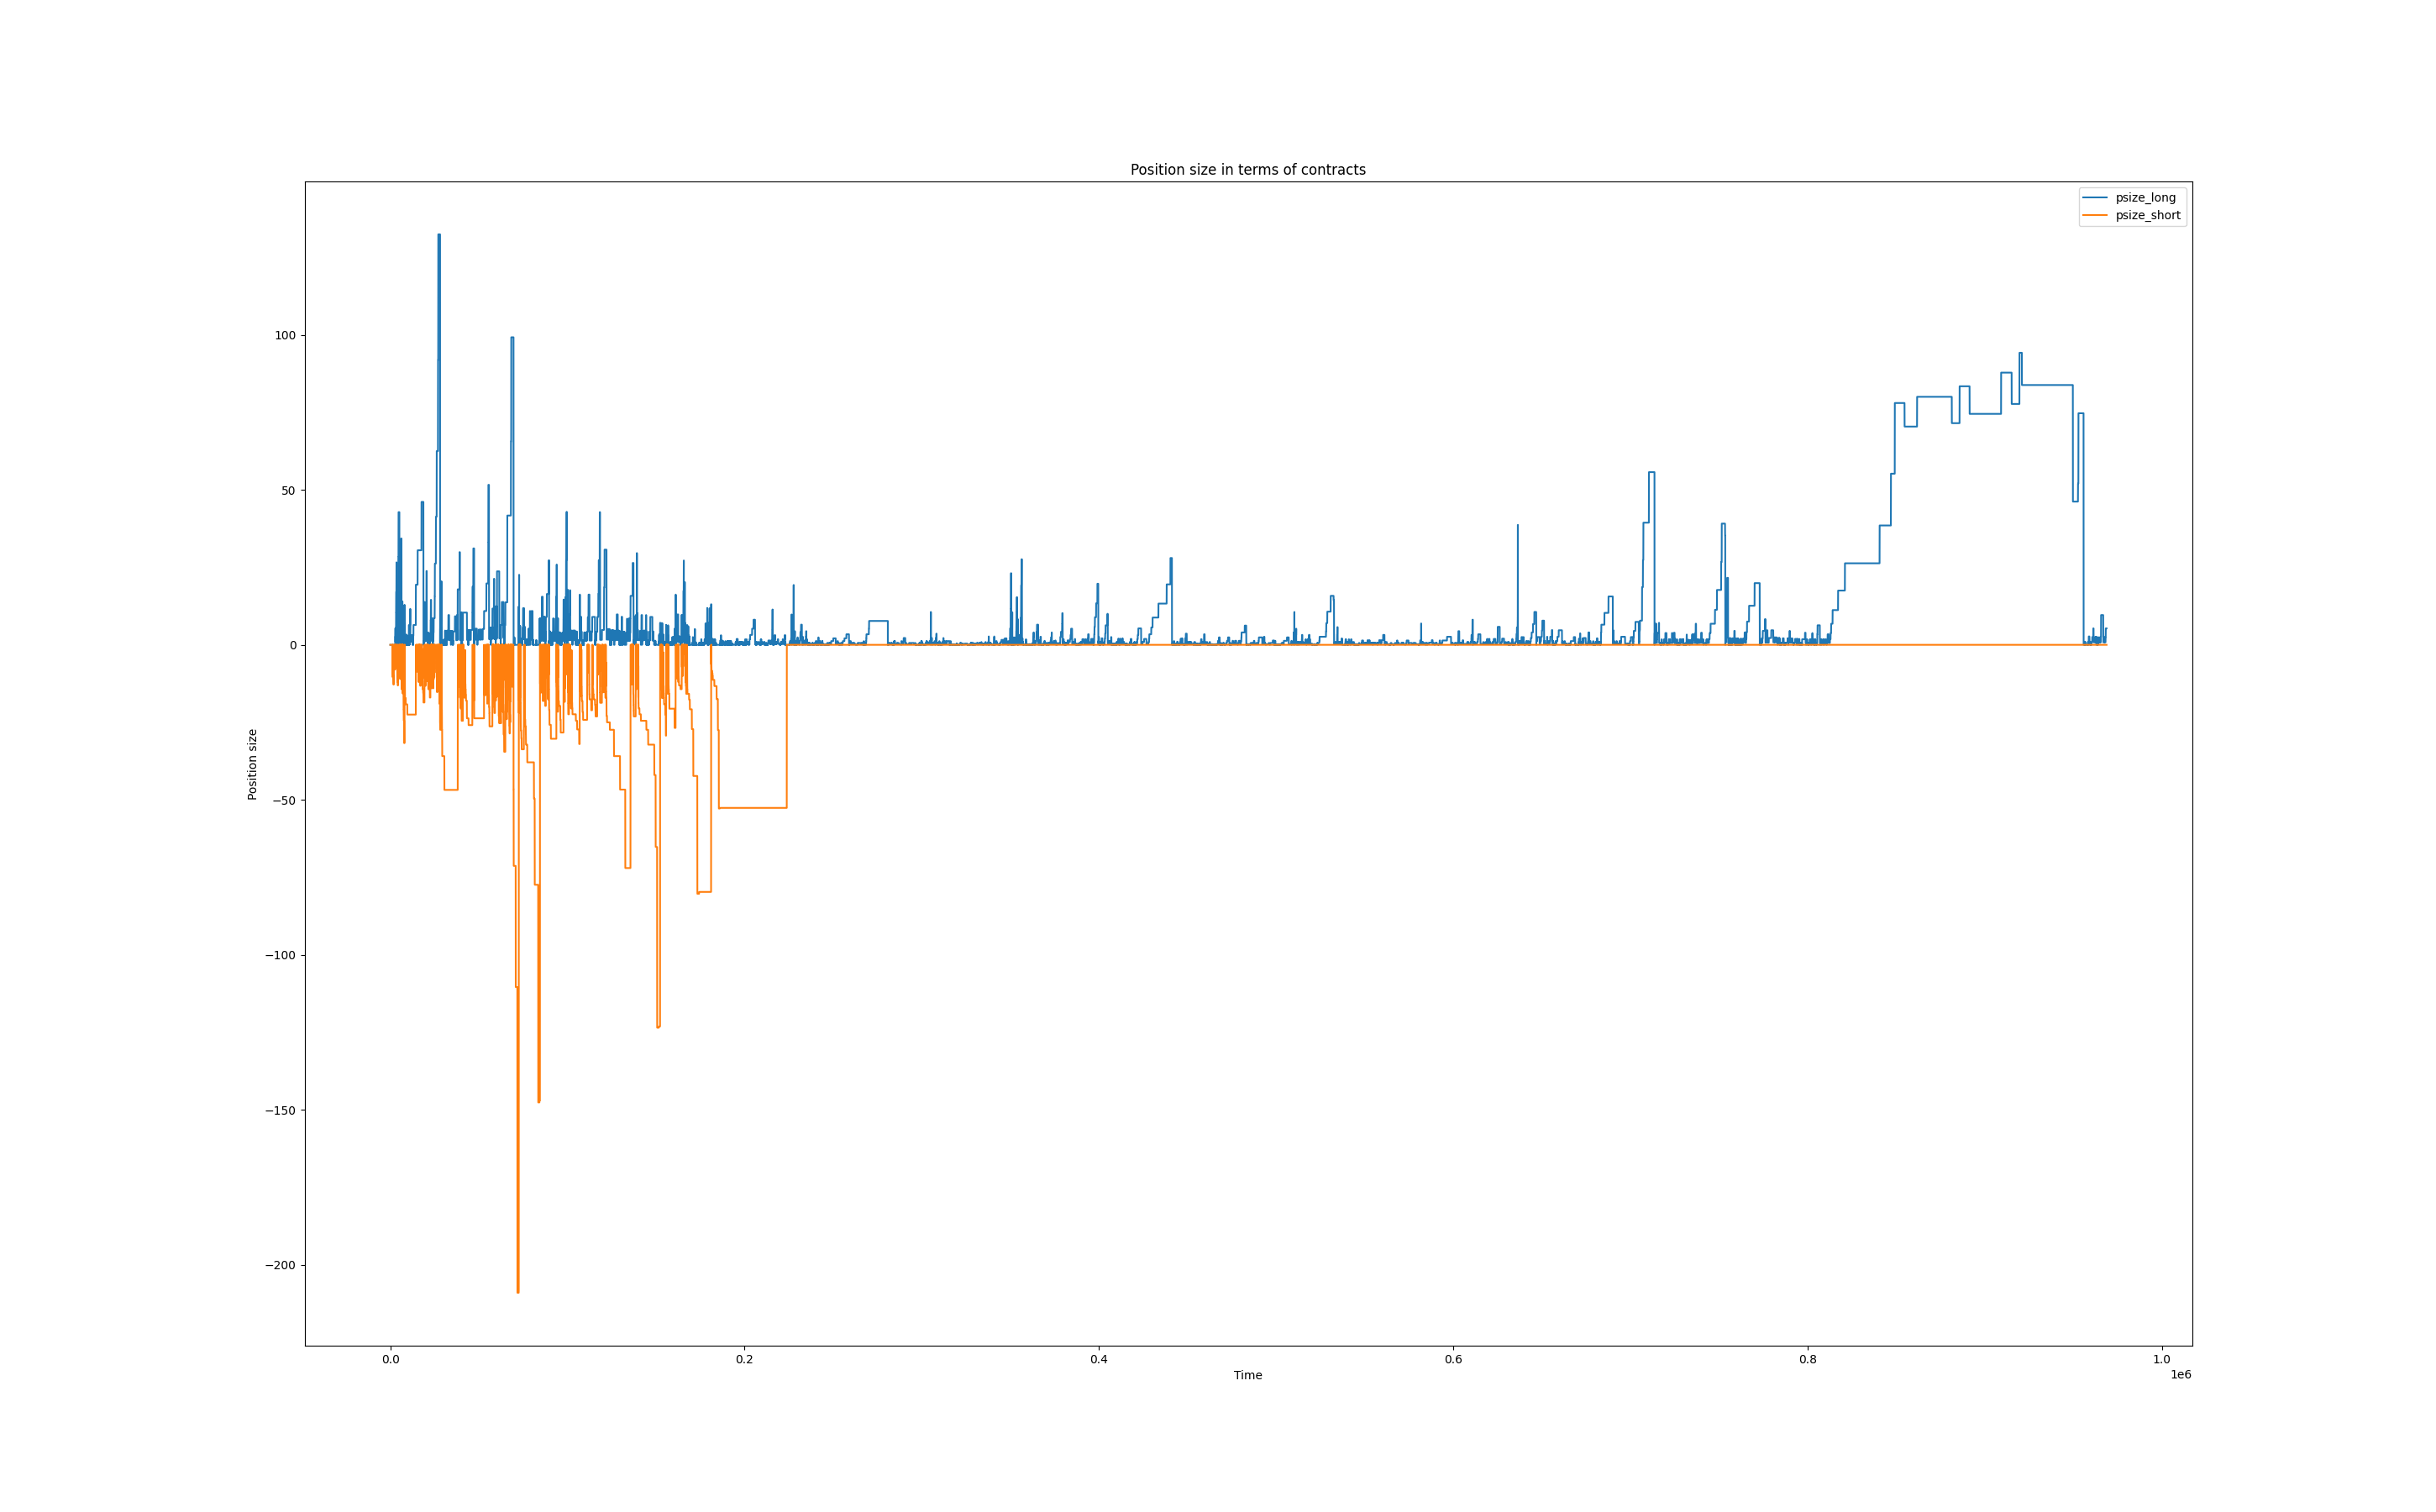 Position size in terms of contracts
psize_long
psize_short
100
50
0
−50
−100
−150
−200
Position size
0.0
0.2
0.4
0.6
0.8
1.0
1e6
Time